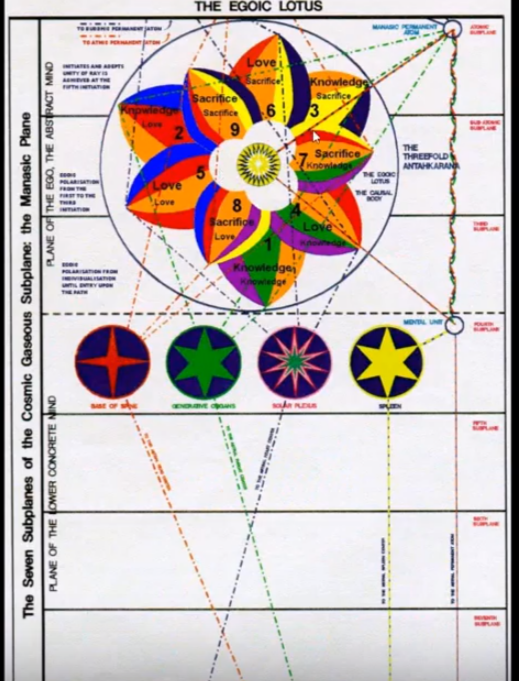 THE EGOIC LOTUS
TO BUDDHIC PERMANENT ATOM
TO ATMIC PERMANENT ATOM
MANASIC PERMANENT
ATOM
ATOMIC
SUBPLANE
INITIATES AND ADEPTS
UNITY OF RAY IS
ACHIEVED AT THE
FIFTH INITIATION
Love
6
Knowledge
Sacrifice
3
Sacrifice
Sacrifice
9
Knowledge
Love
2
SUB-ATOMIC
SUBPLANE
7
Sacrifice
Knowledge
THE
THREEFOLD
ANTAHKARANA
THE EGOIC
LOTUS
THE CAUSAL
BODY
5
Love
Love
EGOIC
POLARISATION
FROM THE
FIRST TO THE
THIRD
INITIATION
8
Sacrifice
Love
4
Love
Knowledge
THIRD
SUBPLANE
1
Knowledge
Knowledge
EGOIC
POLARISATION FROM
INDIVIDUALISATION
UNTIL ENTRY UPON
THE PATH
MENTAL UNIT
FOURTH
SUBPLANE
BASE OF SPINE
GENERATIVE ORGANS
SOLAR PLEXUS
SPLEEN
FIFTH
SUBPLANE
SIXTH
SUBPLANE
SEVENTH
SUBPLANE
The Seven Subplanes of the Cosmic Gaseous Subplane: the Manasic Plane
PLANE OF THE EGO, THE ABSTRACT MIND
PLANE OF THE LOWER CONCRETE MIND